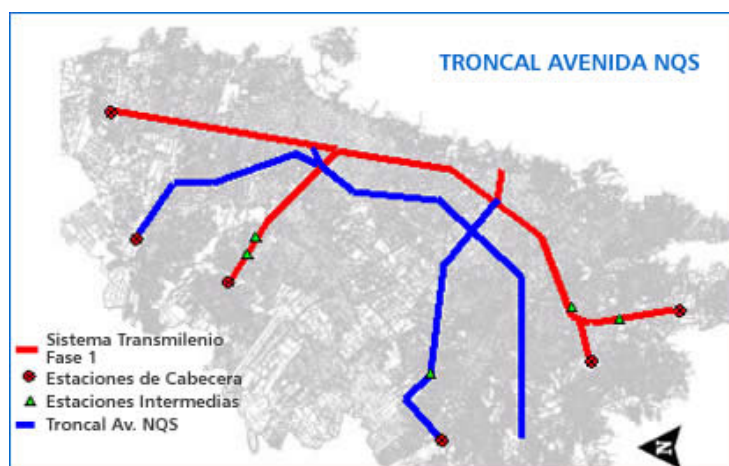 TRONCAL AVENIDA NQS
Sistema Transmilenio
Fase 1
Estaciones de Cabecera
Estaciones Intermedias
Troncal Av. NQS
N